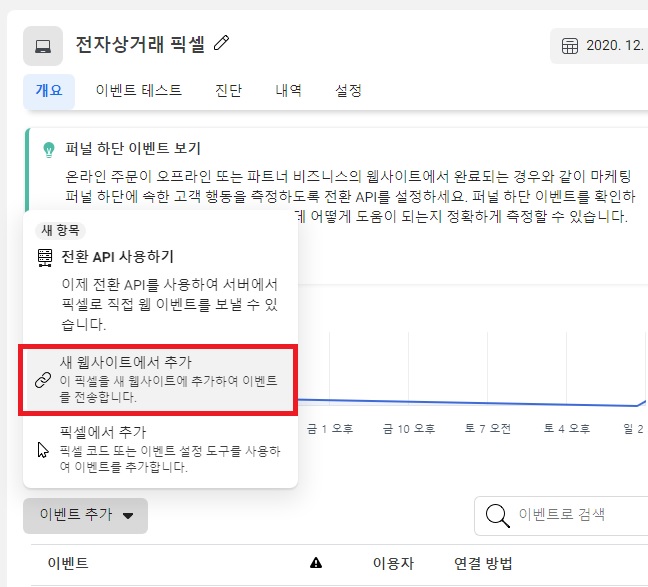 전자상거래 픽셀
2020. 12.
개요 이벤트 테스트 진단 내역 설정
퍼널 하단 이벤트 보기
온라인 주문이 오프라인 또는 파트너 비즈니스의 웹사이트에서 완료되는 경우와 같이 마케팅
퍼널 하단에 속한 고객 행동을 측정하도록 전환 API를 설정하세요. 퍼널 하단 이벤트를 확인하
데 어떻게 도움이 되는지 정확하게 측정할 수 있습니다.
새 항목
전환 API 사용하기
이제 전환 API를 사용하여 서버에서
픽셀로 직접 웹 이벤트를 보낼 수 있
습니다.
새 웹사이트에서 추가
이 픽셀을 새 웹사이트에 추가하여 이벤트
를 전송합니다.
픽셀에서 추가
픽셀 코드 또는 이벤트 설정 도구를 사용하
여 이벤트를 추가합니다.
금 1 오후 금 10 오후 토 7 오전 토 4 오후 일 2
이벤트 추가
이벤트로 검색
이벤트 이용자 연결 방법